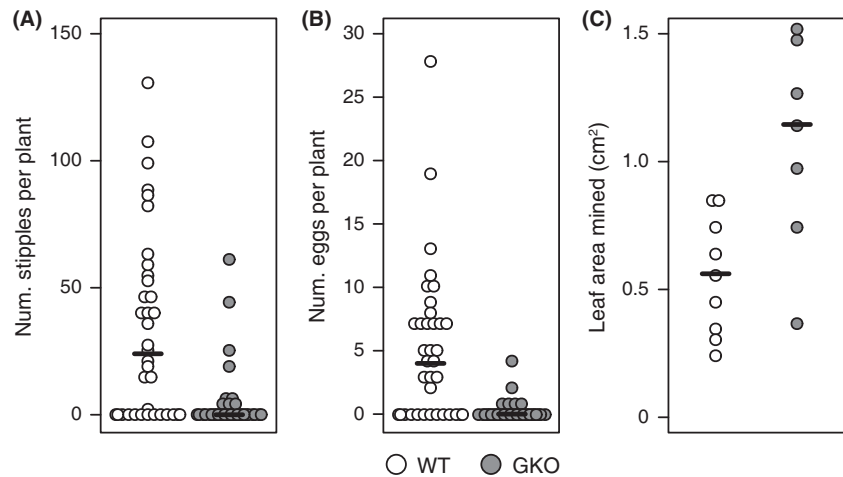 (A)
Num. stipples per plant
150
100
50
0
(B)
Num. eggs per plant
30
25
20
15
10
5
0
(C)
Leaf area mined (cm²)
1.5
1.0
0.5
0
WT GKO